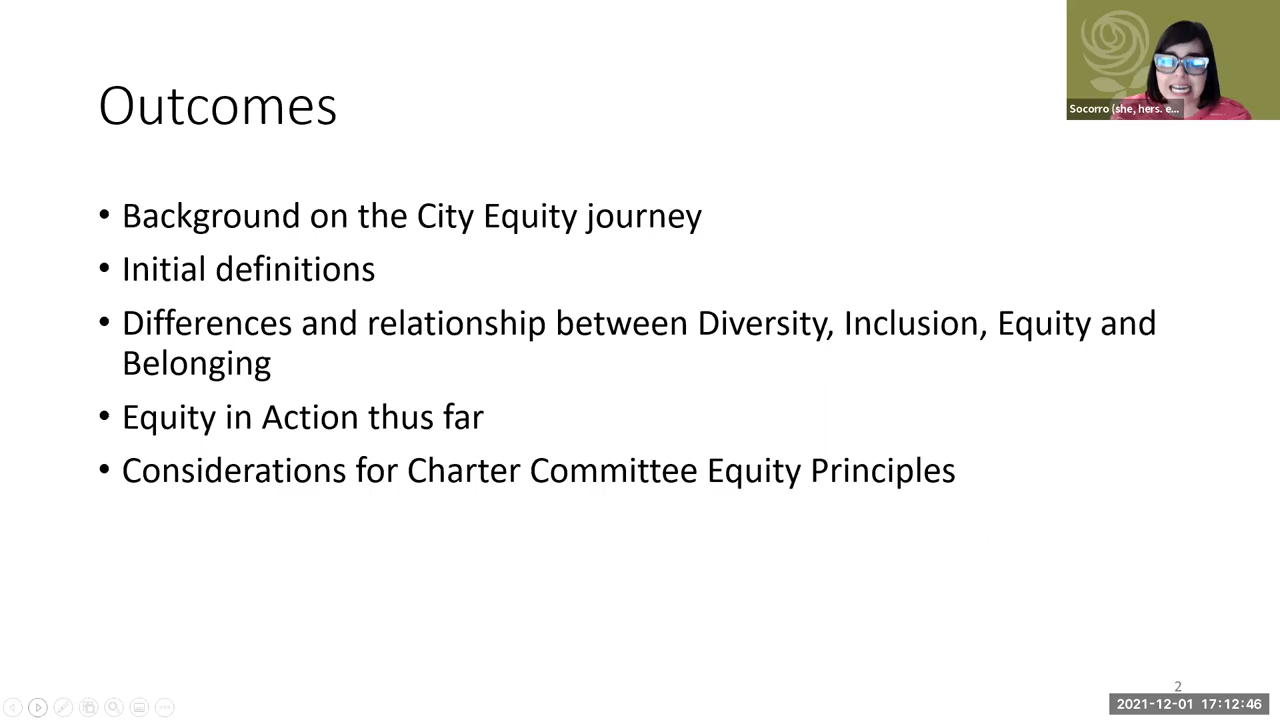 Outcomes
Socorro (she, hers. e...
• Background on the City Equity journey
• Initial definitions
• Differences and relationship between Diversity, Inclusion, Equity and
Belonging
• Equity in Action thus far
• Considerations for Charter Committee Equity Principles
2
2021-12-01 17:12:46